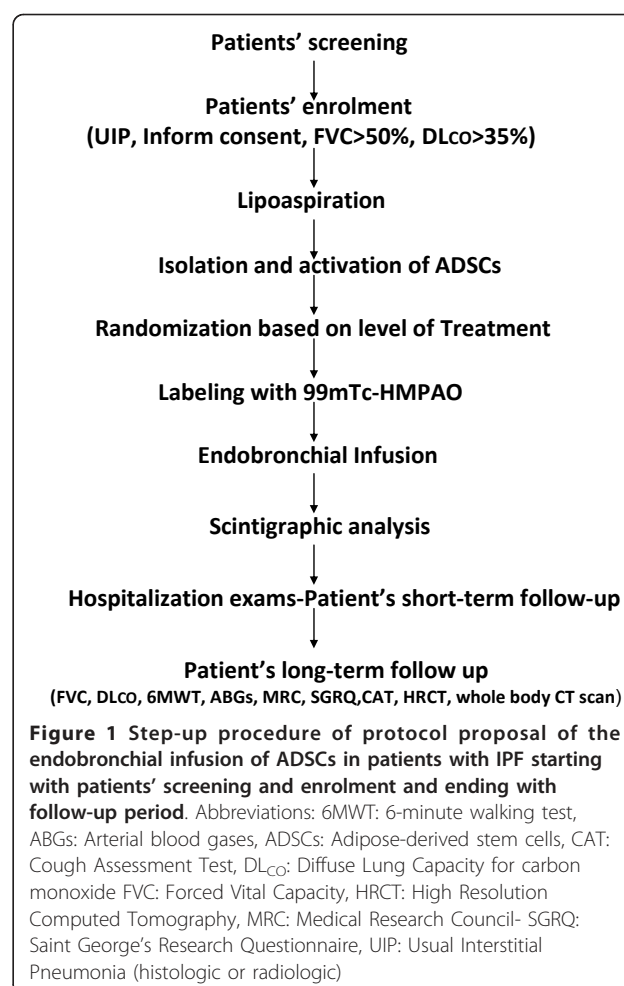 Patients’ screening
Patients’ enrolment
(UIP, Inform consent, FVC>50%, DLco>35%)
Lipoaspiration
Isolation and activation of ADSCs
Randomization based on level of Treatment
Labeling with 99mTc-HMPAO
Endobronchial Infusion
Scintigraphic analysis
Hospitalization exams-Patient’s short-term follow-up
Patient’s long-term follow up
(FVC, DLco, 6MWT, ABGs, MRC, SGRQ,CAT, HRCT, whole body CT scan)
Figure 1 Step-up procedure of protocol proposal of the
endobronchial infusion of ADSCs in patients with IPF starting
with patients’ screening and enrolment and ending with
follow-up period. Abbreviations: 6MWT: 6-minute walking test,
ABGs: Arterial blood gases, ADSCs: Adipose-derived stem cells, CAT:
Cough Assessment Test, DLCO: Diffuse Lung Capacity for carbon
monoxide FVC: Forced Vital Capacity, HRCT: High Resolution
Computed Tomography, MRC: Medical Research Council- SGRQ:
Saint George’s Research Questionnaire, UIP: Usual Interstitial
Pneumonia (histologic or radiologic)